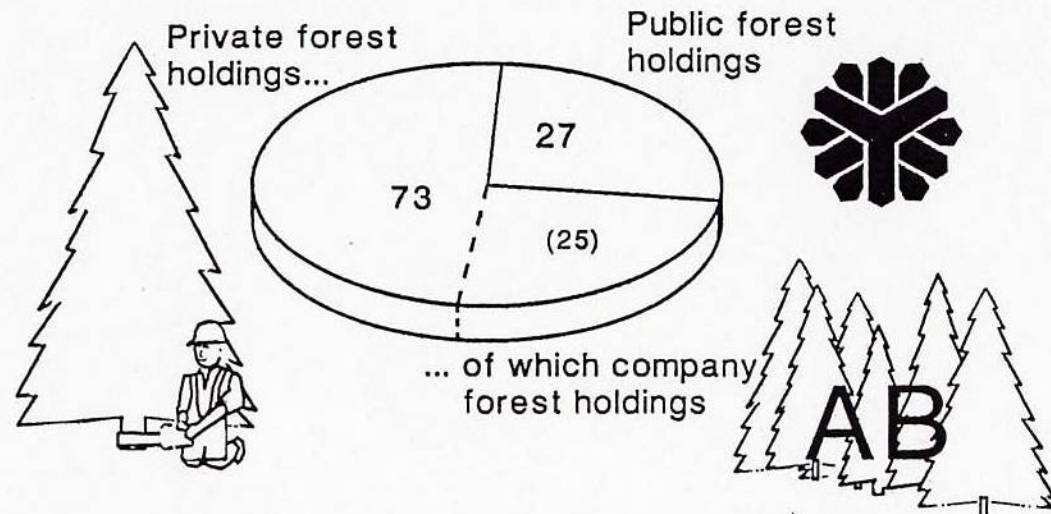 Private forest
holdings...
Public forest
holdings
27
73
(25)
... of which company
forest holdings
AB